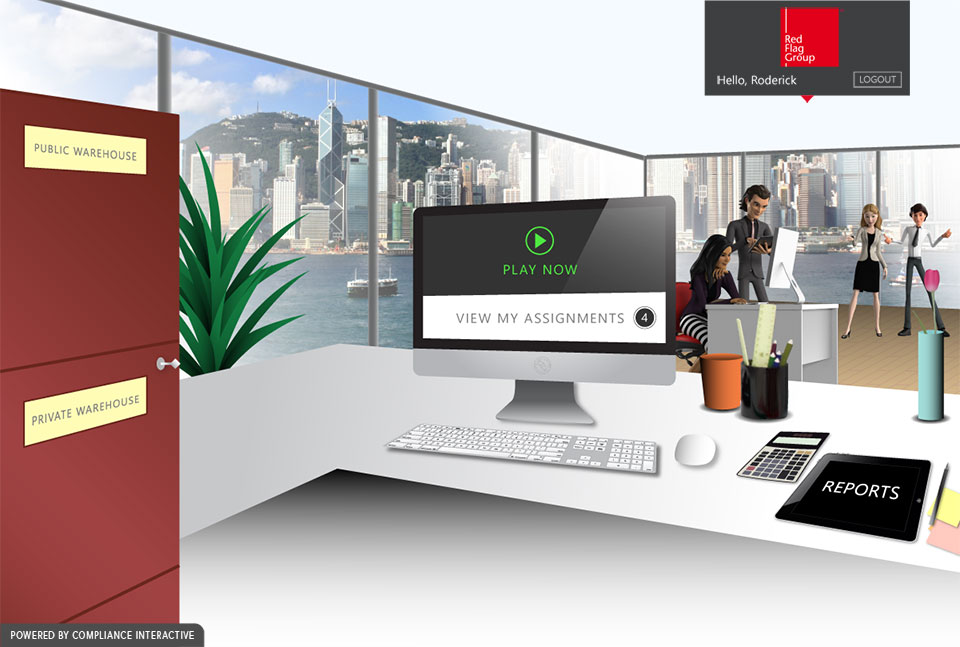 Red
Flag
Group
Hello, Roderick
LOGOUT
PUBLIC WAREHOUSE
PLAY NOW
VIEW MY ASSIGNMENTS 4
PRIVATE WAREHOUSE
REPORTS
POWERED BY COMPLIANCE INTERACTIVE